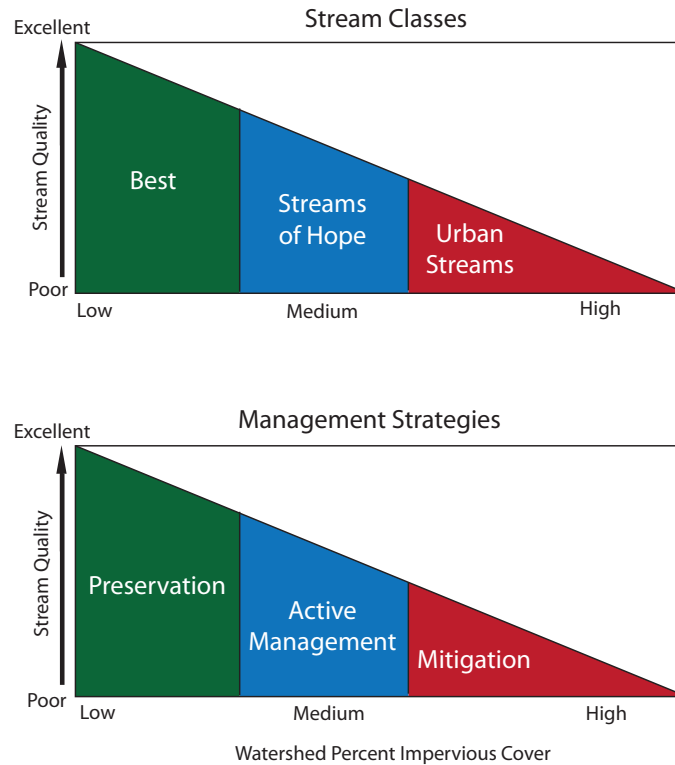 Stream Classes
Excellent
Stream Quality
Best
Streams
of Hope
Urban
Streams
Poor
Low
Medium
High
Management Strategies
Excellent
Stream Quality
Preservation
Active
Management
Mitigation
Poor
Low
Medium
High
Watershed Percent Impervious Cover